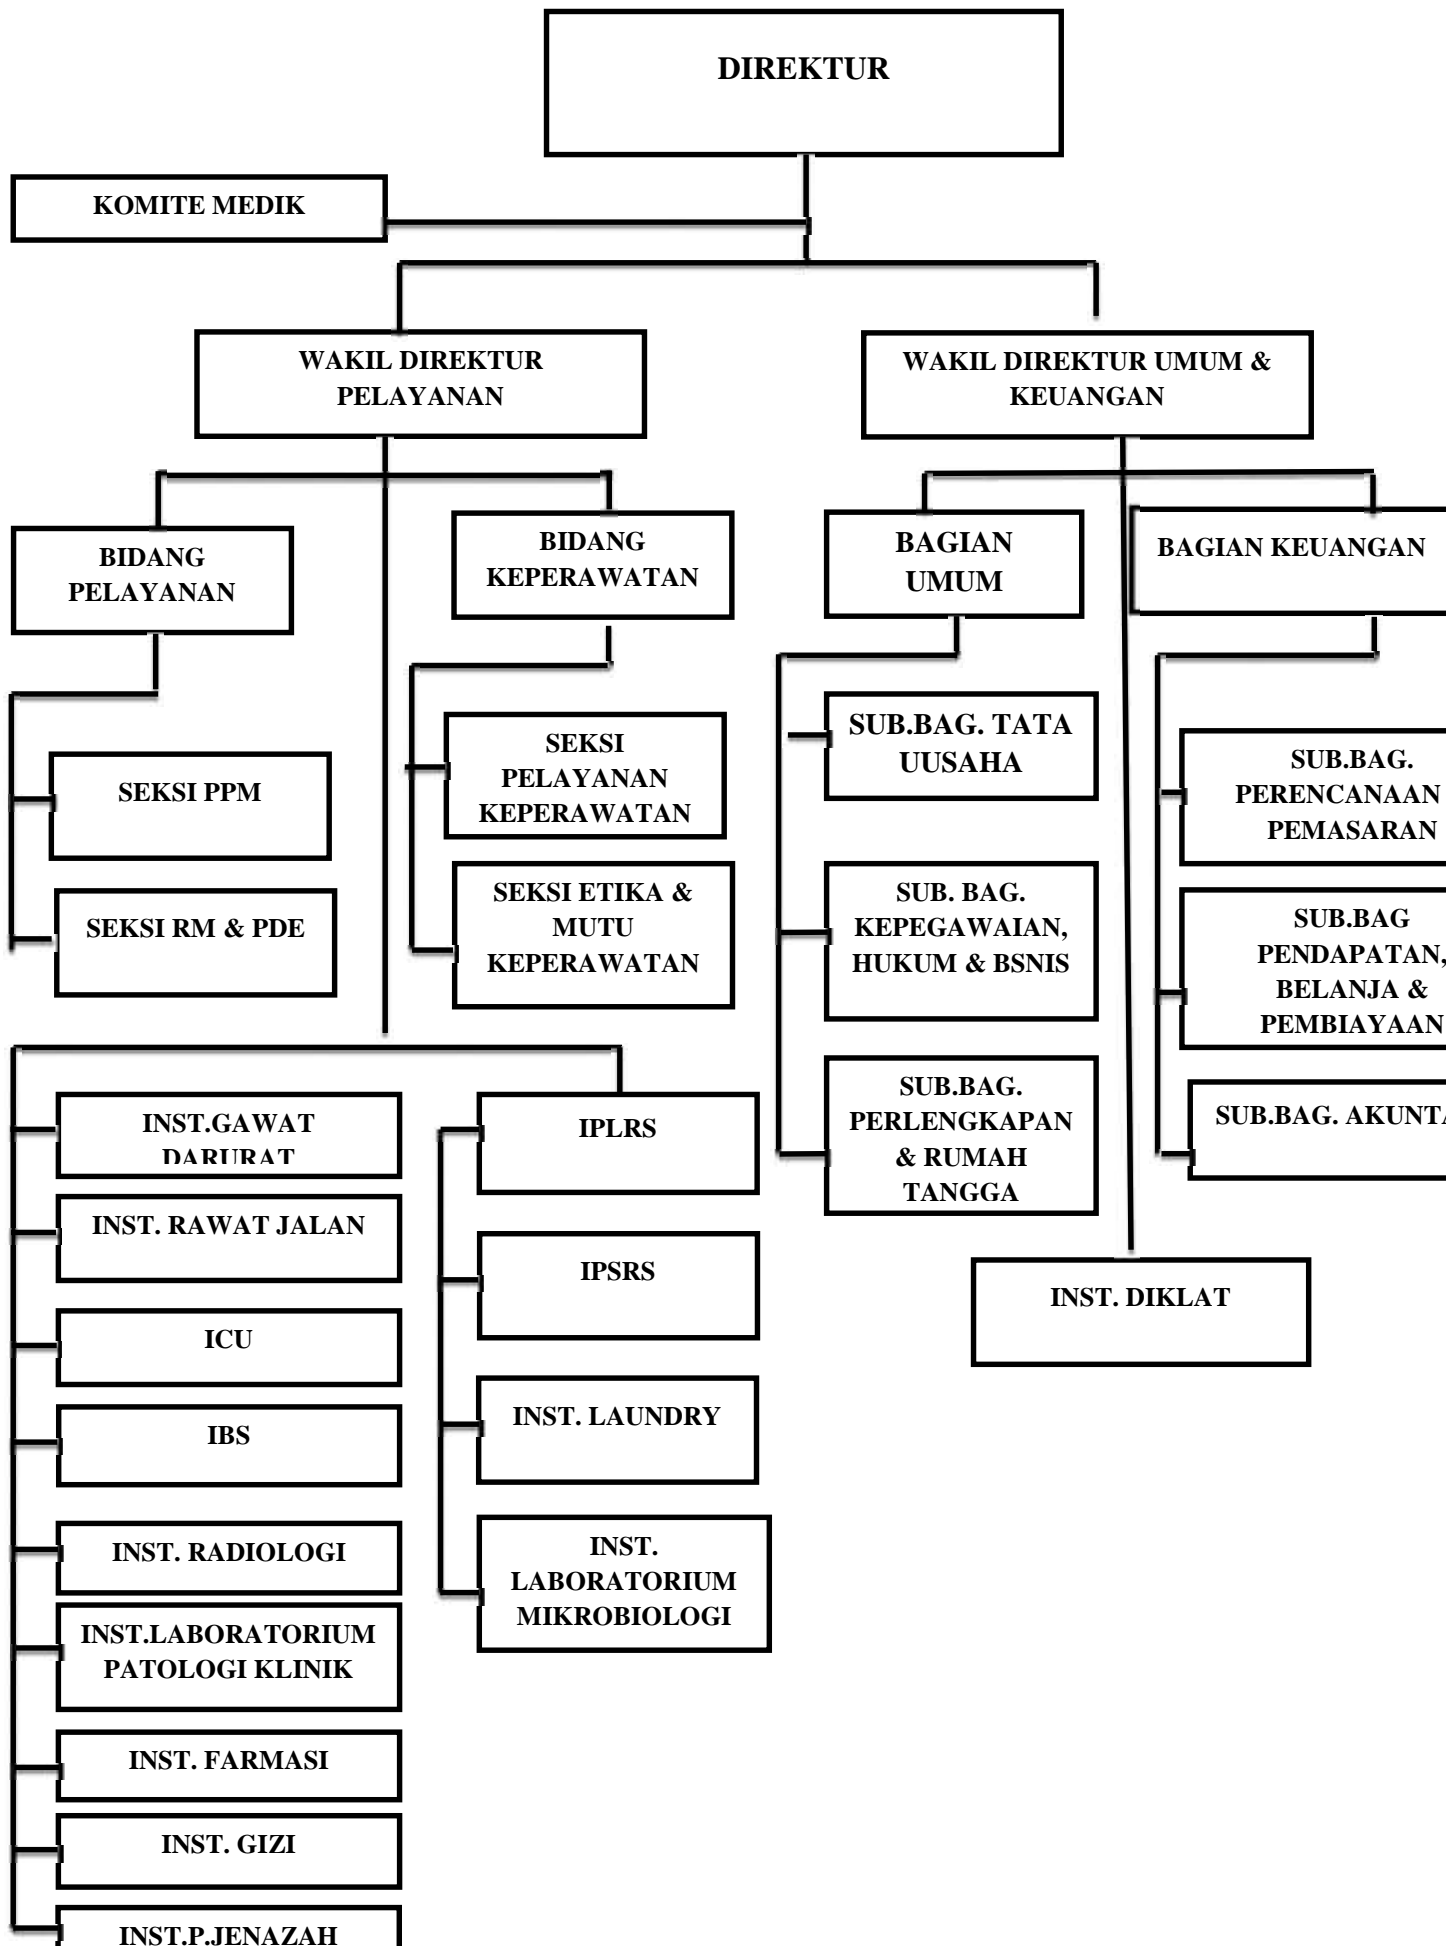 DIREKTUR
KOMITE MEDIK
WAKIL DIREKTUR
PELAYANAN
WAKIL DIREKTUR UMUM &
KEUANGAN
BIDANG
PELAYANAN
BIDANG
KEPERAWATAN
BAGIAN
UMUM
BAGIAN KEUANGAN
SEKSI PPM
SEKSI RM & PDE
SEKSI
PELAYANAN
KEPERAWATAN
SEKSI ETIKA &
MUTU
KEPERAWATAN
SUB.BAG. TATA
UUSAHA
SUB. BAG.
KEPEGAWAIAN,
HUKUM & BSNIS
SUB.BAG.
PERLENGKAPAN
& RUMAH
TANGGA
SUB.BAG.
PERENCANAAN
PEMASARAN
SUB.BAG
PENDAPATAN,
BELANJA &
PEMBIAYAAN
SUB.BAG.
INST.GAWAT
DARURAT
INST. RAWAT JALAN
ICU
IBS
INST. RADIOLOGI
INST.LABORATORIUM
PATOLOGI KLINIK
INST. FARMASI
INST. GIZI
INST.P.JENAZAH
IPLRS
IPSRS
INST. LAUNDRY
INST.
LABORATORIUM
MIKROBIOLOGI
INST. DIKLAT